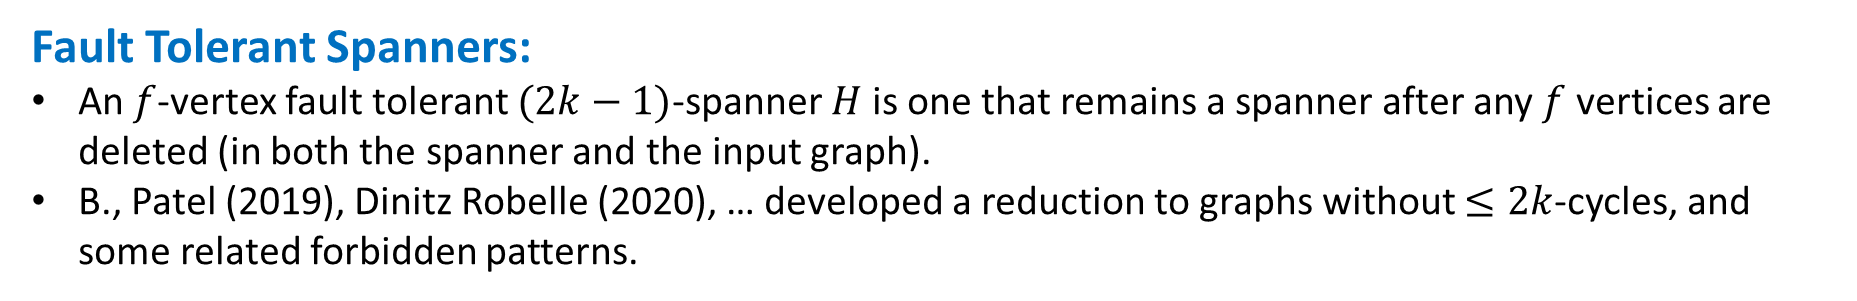 Fault Tolerant Spanners:
• An f-vertex fault tolerant (2k − 1)-spanner H is one that remains a spanner after any f vertices are
deleted (in both the spanner and the input graph).
• B., Patel (2019), Dinitz Robelle (2020), ... developed a reduction to graphs without ≤ 2k-cycles, and
some related forbidden patterns.